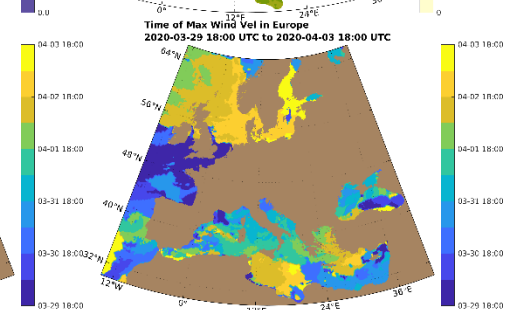 0.0
0°
12°E
24°E
0
Time of Max Wind Vel in Europe
2020-03-29 18:00 UTC to 2020-04-03 18:00 UTC
64°N
56°N
48°N
40°N
32°N
12°W
0°
24°E
36°E
04-03 18:00
04-02 18:00
04-01 18:00
03-31 18:00
03-30 18:00
03-29 18:00
04-03 18:00
04-02 18:00
04-01 18:00
03-31 18:00
03-30 18:00
03-29 18:00